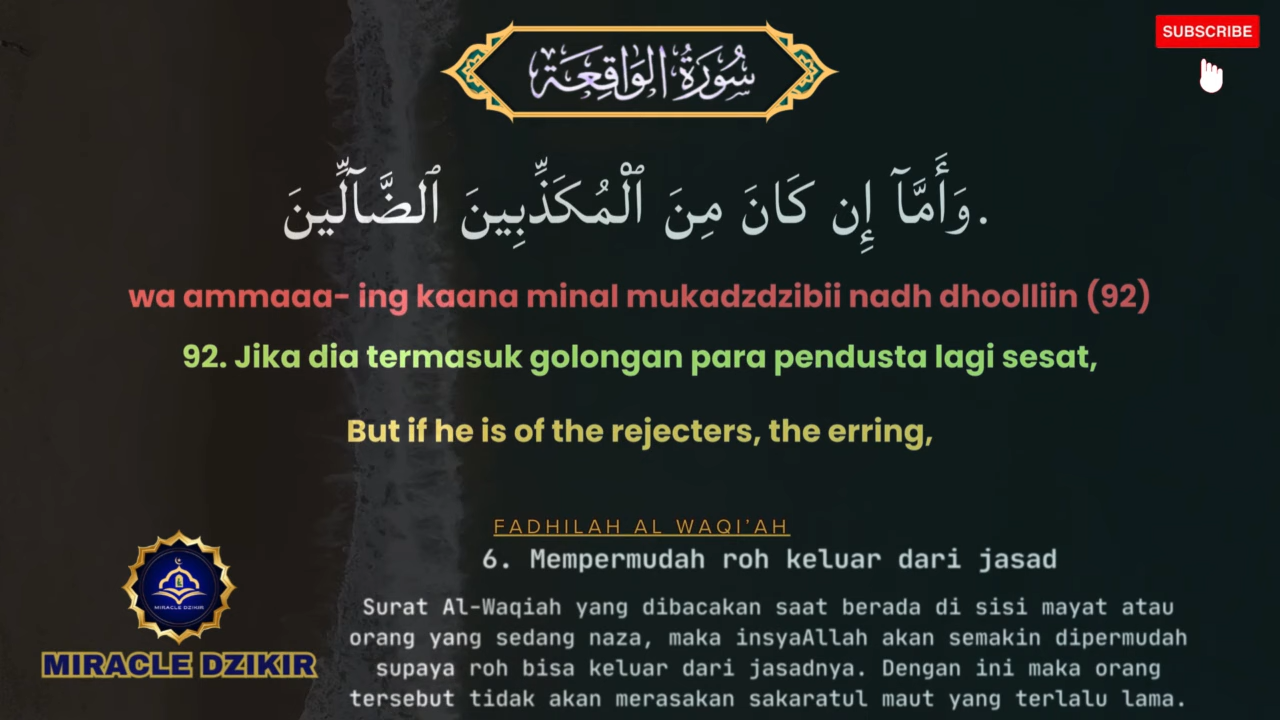 SUBSCRIBE
سُورَةُ الوَاقِعَة
.وَأَمَّآ إِن كَانَ مِنَ ٱلْمُكَذِّبِينَ ٱلضَّآلِّينَ
wa ammaaa- ing kaana minal mukadzdzibii nadh dhoolliin (92)
92. Jika dia termasuk golongan para pendusta lagi sesat,
But if he is of the rejecters, the erring,
FADHILAH AL WAQI'AH
6. Mempermudah roh keluar dari jasad
Surat Al-Waqiah yang dibacakan saat berada di sisi mayat atau
orang yang sedang naza, maka insyaAllah akan semakin dipermudah
supaya roh bisa keluar dari jasadnya. Dengan ini maka orang
tersebut tidak akan merasakan sakaratul maut yang terlalu lama.
MIRACLE DZIKIR
MIRACLE DZIKIR